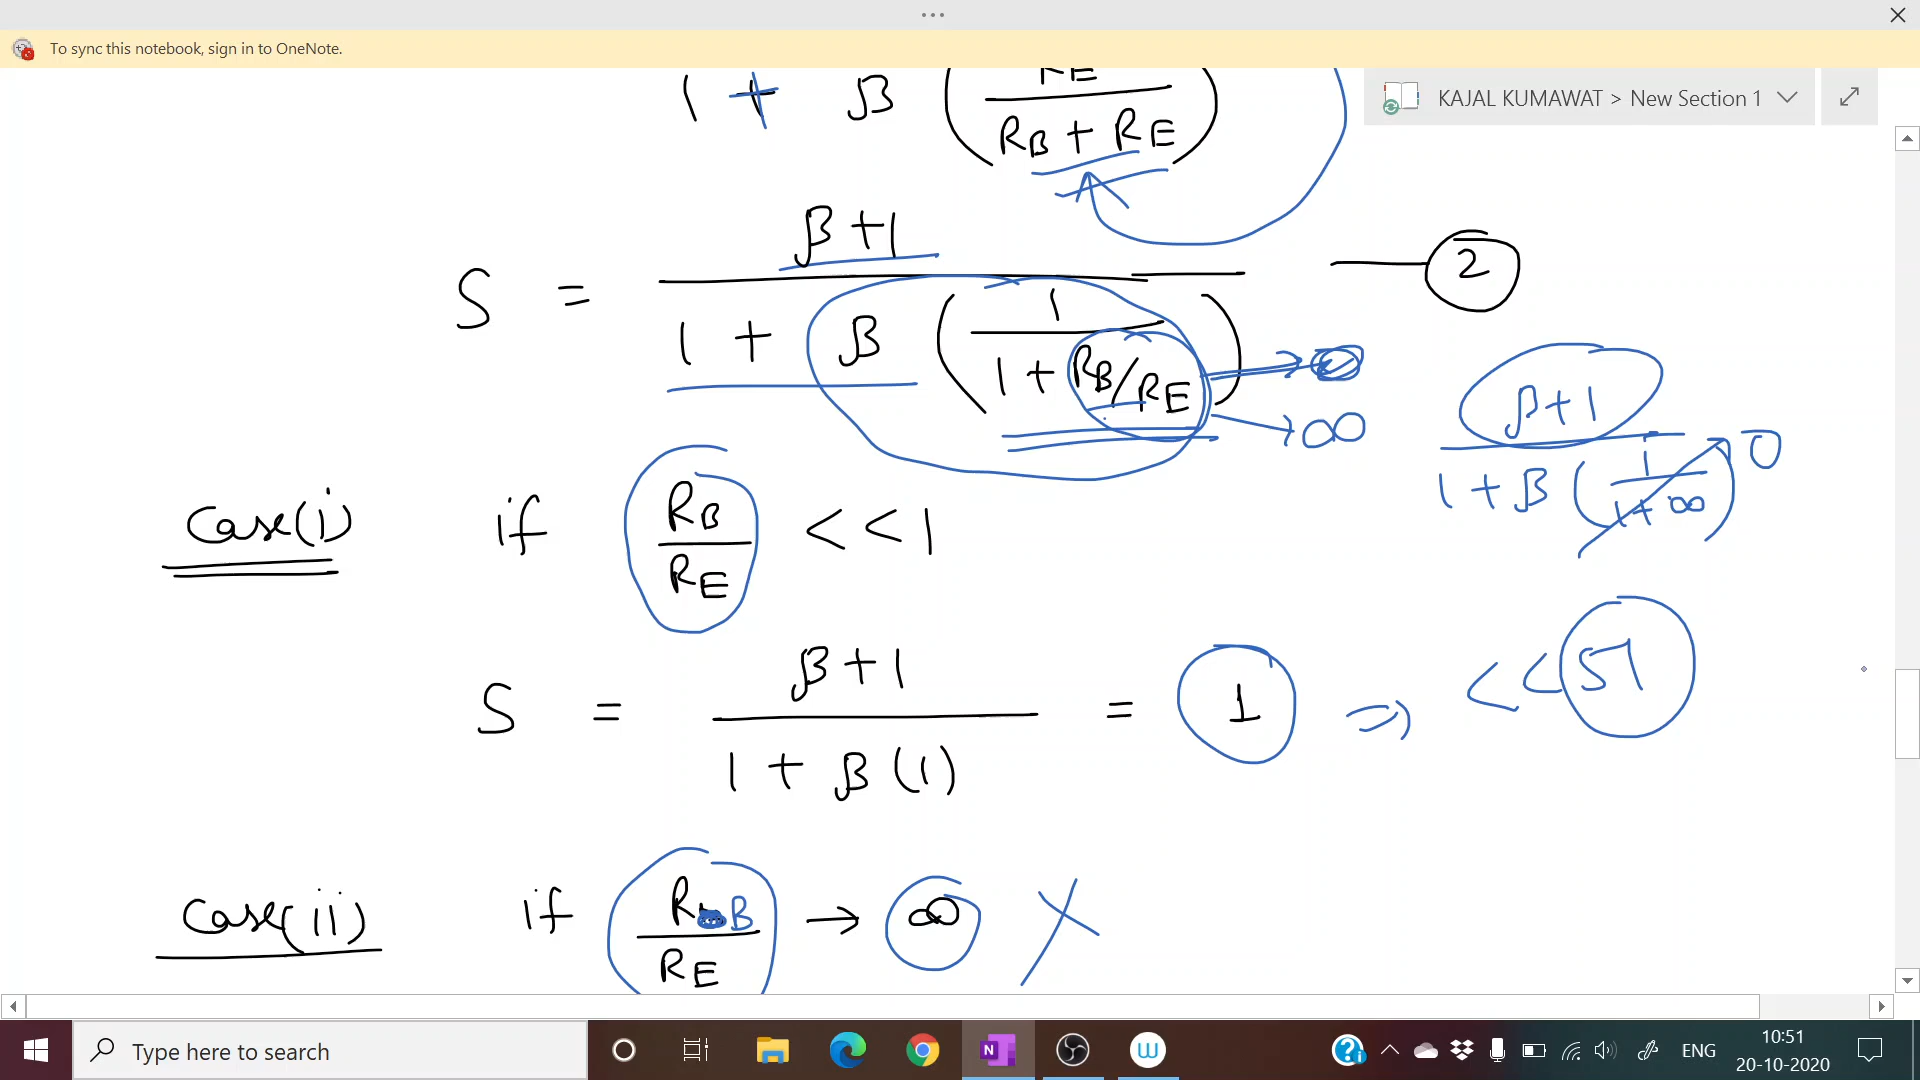 To sync this notebook, sign in to OneNote.
KAJAL KUMAWAT > New Section 1
1 + β ( RE / RB + RE )
S = β+1 / 1 + β ( 1 / 1 + RB/RE ) — 2
→ ∞
β+1 / 1 + β ( 1 / 1+∞ ) 0
Case(i) if RB / RE <<1
S = β+1 / 1 + β (1) = 1 ⇒ << 51
Case(ii) if RB / RE → ∞ X
Type here to search
ENG
10:51
20-10-2020